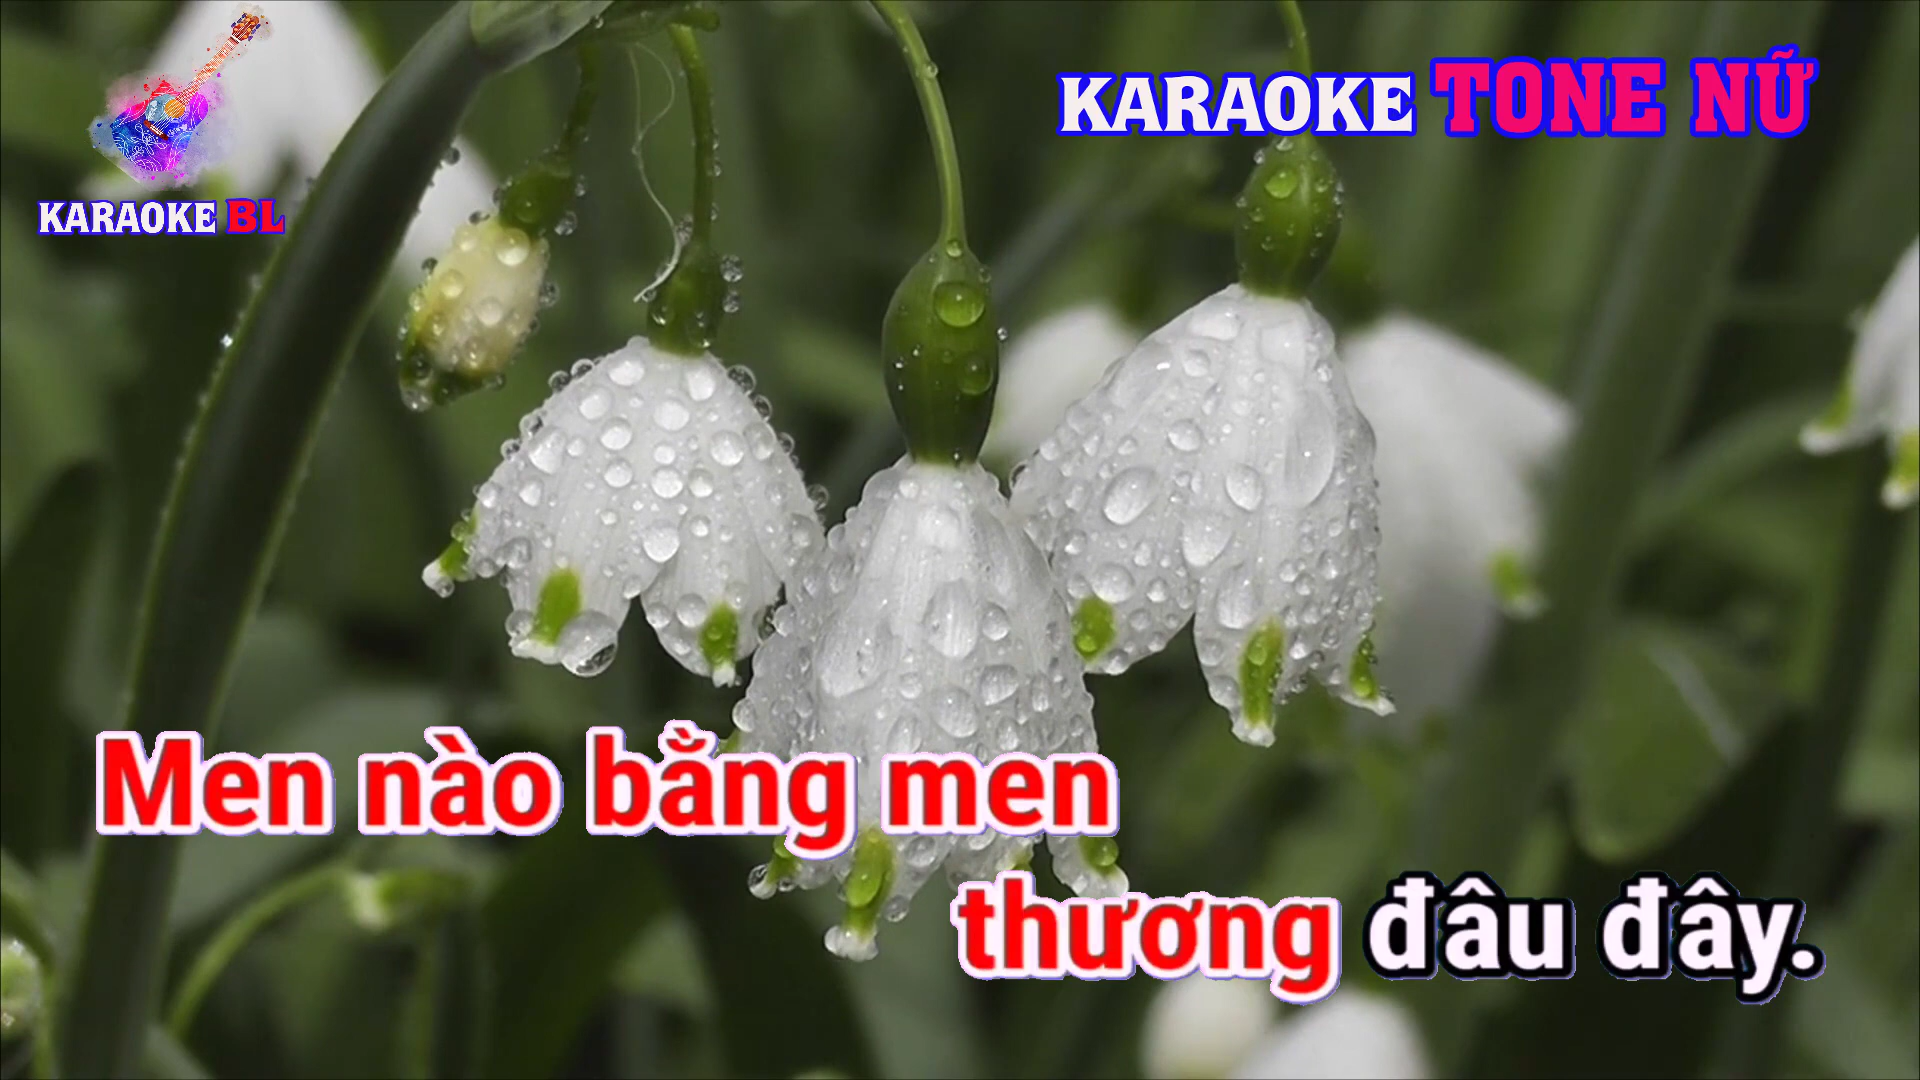 KARAOKE BL
KARAOKE TONE NỮ
Men nào bằng men
thương đâu đây.